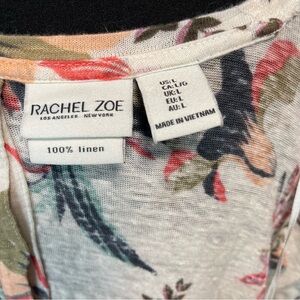 RACHEL ZOE
LOS ANGELES - NEW YORK
100% linen
US: L
CA: L/G
UK: L
EU: L
AU: L
MADE IN VIETNAM